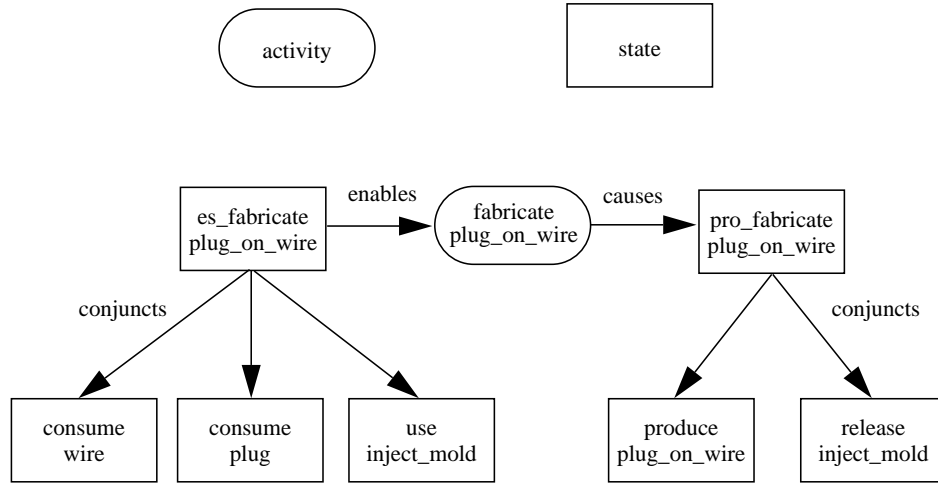 activity
state
enables
causes
es_fabricate
plug_on_wire
fabricate
plug_on_wire
pro_fabricate
plug_on_wire
conjuncts
conjuncts
consume
wire
consume
plug
use
inject_mold
produce
plug_on_wire
release
inject_mold